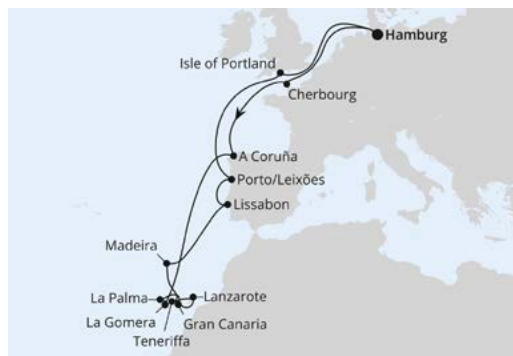 Hamburg
Isle of Portland
Cherbourg
A Coruña
Porto/Leixões
Lissabon
Madeira
La Palma
Lanzarote
La Gomera
Gran Canaria
Teneriffa